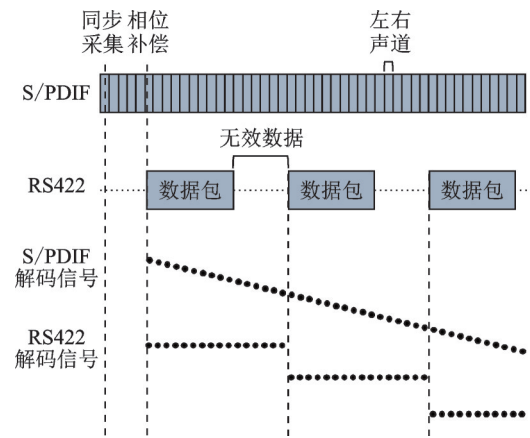 同步 相位
采集 补偿
左右
声道
S/PDIF
无效数据
RS422
数据包
数据包
数据包
S/PDIF
解码信号
RS422
解码信号